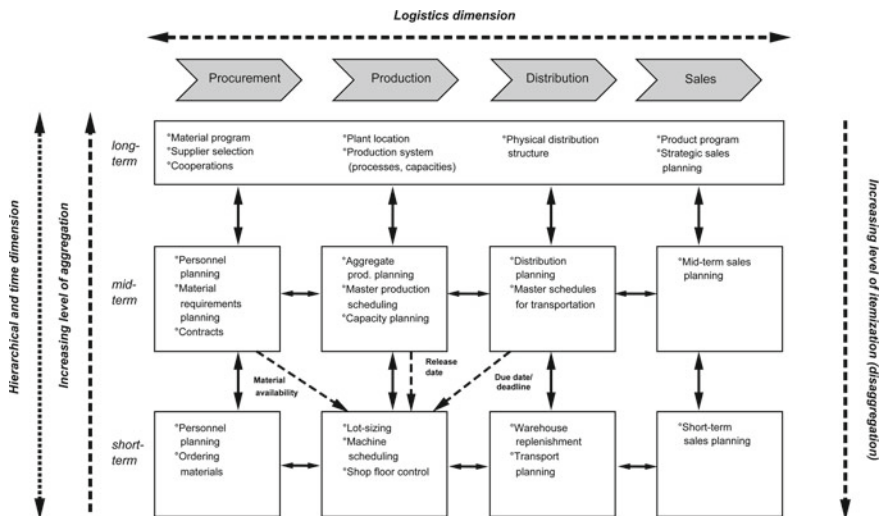 Logistics dimension
Procurement
Production
Distribution
Sales
Hierarchical and time dimension
Increasing level of aggregation
long-
term
°Material program
°Supplier selection
°Cooperations
°Plant location
°Production system
(processes, capacities)
°Physical distribution
structure
°Product program
°Strategic sales
planning
mid-
term
°Personnel
planning
°Material
requirements
planning
°Contracts
°Aggregate
prod. planning
°Master production
scheduling
°Capacity planning
°Distribution
planning
°Master schedules
for transportation
°Mid-term sales
planning
Material
availability
Release
date
Due date/
deadline
short-
term
°Personnel
planning
°Ordering
materials
°Lot-sizing
°Machine
scheduling
°Shop floor control
°Warehouse
replenishment
°Transport
planning
°Short-term
sales planning
Increasing level of itemization (disaggregation)